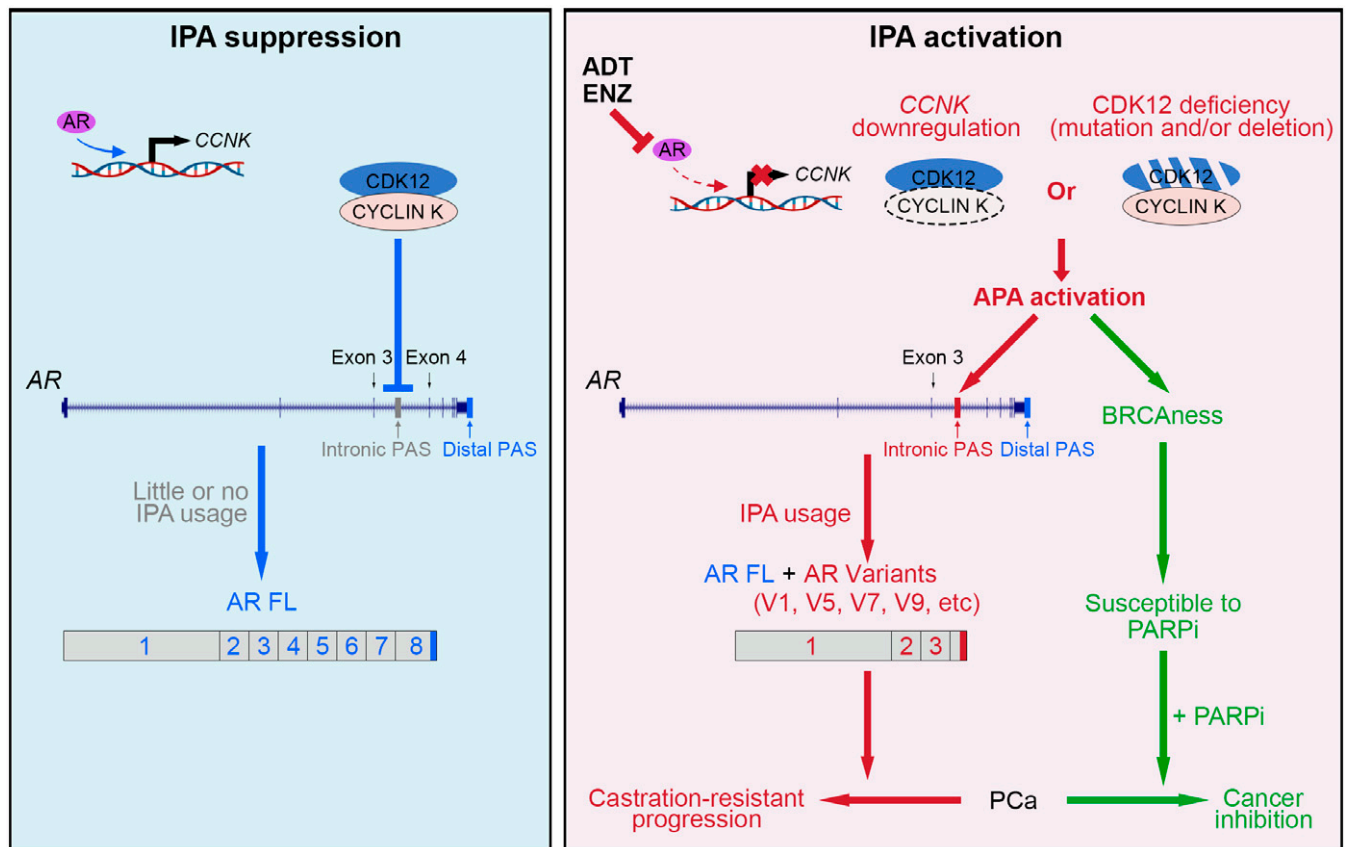 IPA suppression
AR
CCNK
CDK12
CYCLIN K
Exon 3
Exon 4
AR
Intronic PAS
Distal PAS
Little or no
IPA usage
AR FL
1 2 3 4 5 6 7 8
IPA activation
ADT
ENZ
AR
CCNK
CCNK
downregulation
CDK12
CYCLIN K
Or
CDK12 deficiency
(mutation and/or deletion)
CDK12
CYCLIN K
APA activation
Exon 3
AR
Intronic PAS
Distal PAS
IPA usage
AR FL + AR Variants
(V1, V5, V7, V9, etc)
1 2 3
BRCAness
Susceptible to
PARPi
+ PARPi
Castration-resistant
progression
PCa
Cancer
inhibition